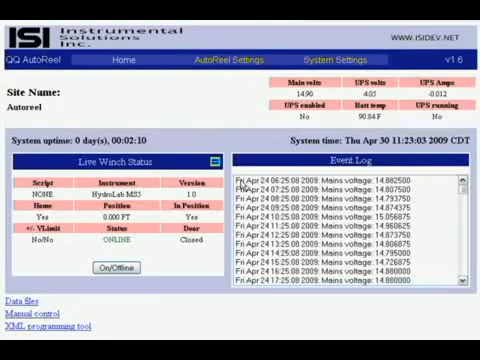 ISI Instrumental
Solutions
Inc.
WWW.ISIDEV.NET
QQ AutoReel Home AutoReel Settings System Settings v1.6
Site Name:
Autoreel
Main volts UPS volts UPS Amps
14.90 4.05 -0.012
UPS enabled Batt temp UPS running
No 90.84 F No
System uptime: 0 day(s), 00:02:10
System time: Thu Apr 30 11:23:03 2009 CDT
Live Winch Status
Script Instrument Version
NONE HydroLab MS5 1.0
Home Position In Position
Yes 0.000 FT Yes
+/- VLimit Status Door
No/No ONLINE Closed
On/Offline
Event Log
Fri Apr 24 06:25:08 2009: Mains voltage: 14.882500
Fri Apr 24 07:25:08 2009: Mains voltage: 14.807500
Fri Apr 24 08:25:08 2009: Mains voltage: 14.793750
Fri Apr 24 09:25:08 2009: Mains voltage: 14.874375
Fri Apr 24 10:25:08 2009: Mains voltage: 15.056875
Fri Apr 24 11:25:08 2009: Mains voltage: 14.960625
Fri Apr 24 12:25:08 2009: Mains voltage: 14.912500
Fri Apr 24 13:25:08 2009: Mains voltage: 14.773125
Fri Apr 24 14:25:08 2009: Mains voltage: 14.728125
Fri Apr 24 15:25:08 2009: Mains voltage: 14.726875
Fri Apr 24 16:25:08 2009: Mains voltage: 14.880000
Fri Apr 24 17:25:08 2009: Mains voltage: 14.880000
Data files
Manual control
XML programming tool